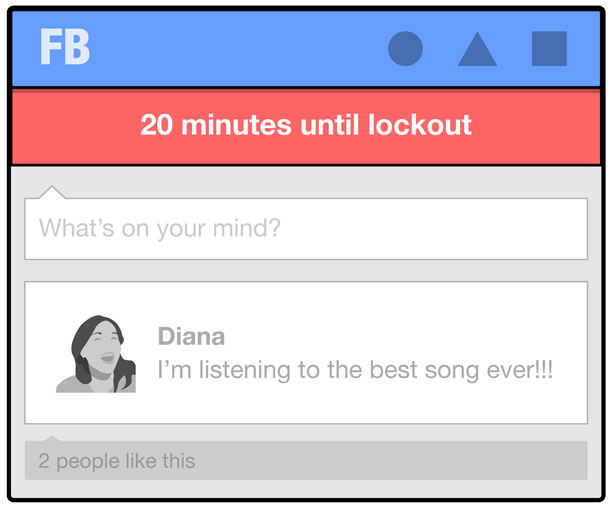 FB
20 minutes until lockout
What’s on your mind?
Diana
I’m listening to the best song ever!!!
2 people like this